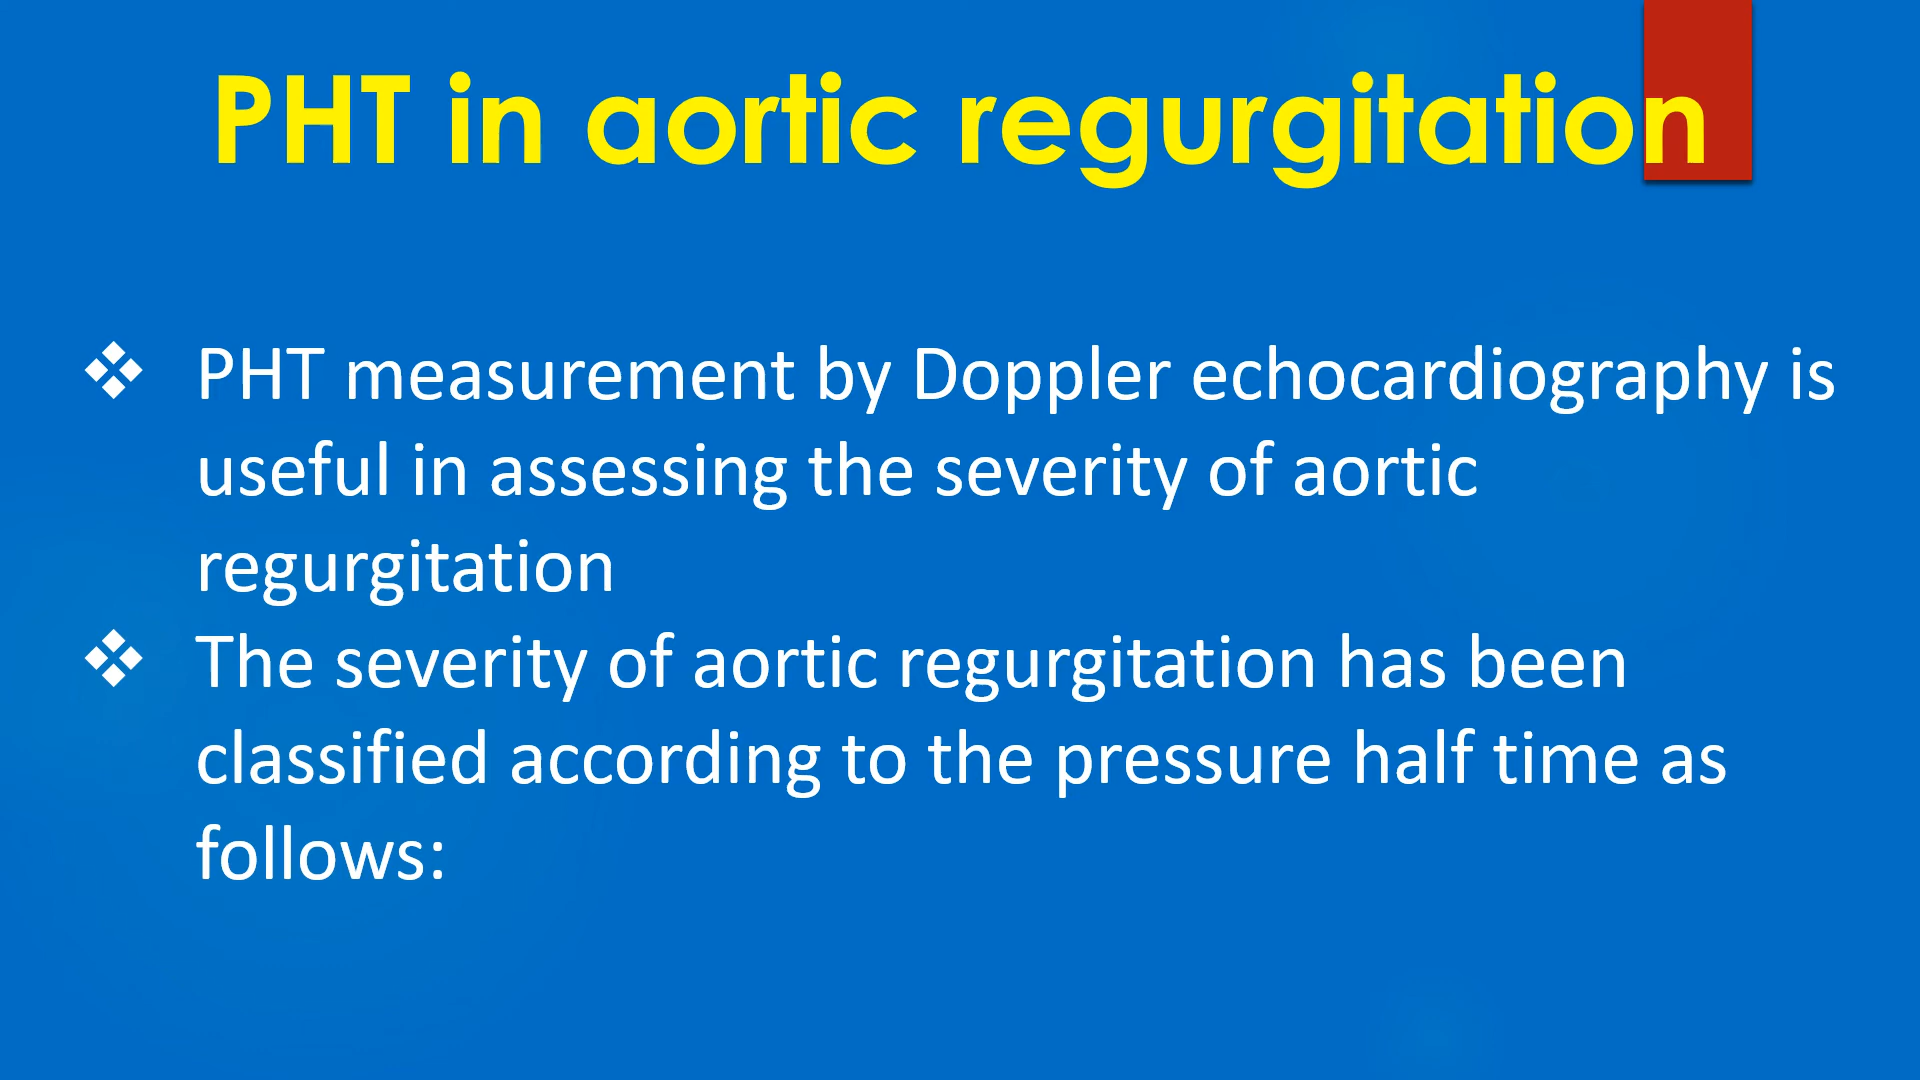 PHT in aortic regurgitation
❖ PHT measurement by Doppler echocardiography is
useful in assessing the severity of aortic
regurgitation
❖ The severity of aortic regurgitation has been
classified according to the pressure half time as
follows: